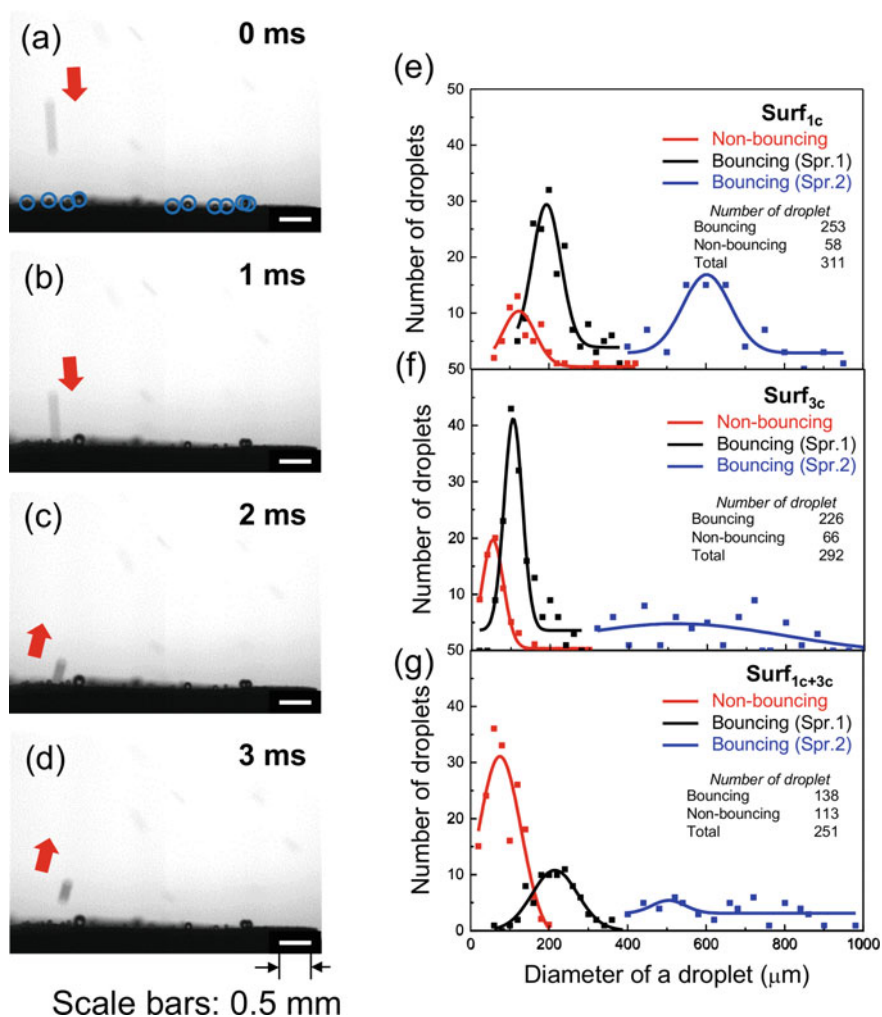 (a)
0 ms
(b)
1 ms
(c)
2 ms
(d)
3 ms
Scale bars: 0.5 mm
(e)
50
40
30
20
10
50
Number of droplets
Surf1c
Non-bouncing
Bouncing (Spr.1)
Bouncing (Spr.2)
Number of droplet
Bouncing 253
Non-bouncing 58
Total 311
(f)
40
30
20
10
50
Number of droplets
Surf3c
Non-bouncing
Bouncing (Spr.1)
Bouncing (Spr.2)
Number of droplet
Bouncing 226
Non-bouncing 66
Total 292
(g)
40
30
20
10
0
Number of droplets
Surf1c+3c
Non-bouncing
Bouncing (Spr.1)
Bouncing (Spr.2)
Number of droplet
Bouncing 138
Non-bouncing 113
Total 251
0 200 400 600 800 1000
Diameter of a droplet (μm)